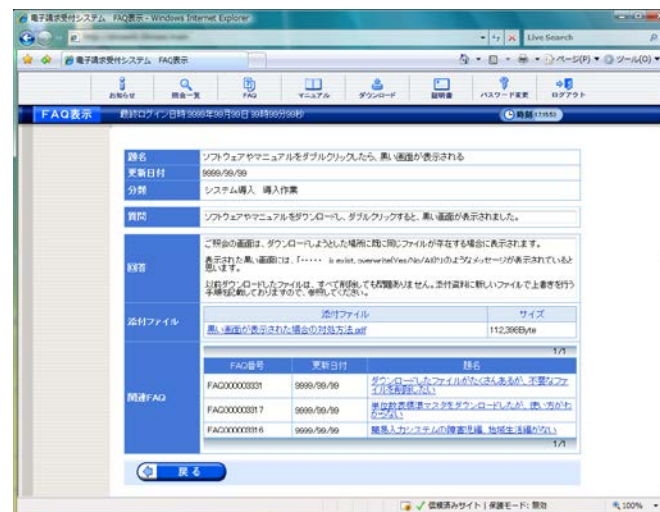 電子請求受付システム FAQ表示 - Windows Internet Explorer
Live Search
電子請求受付システム FAQ表示
ページ(P) ツール(O)
お知らせ 照会一覧 FAQ マニュアル ダウンロード 証明書 パスワード変更 ログアウト
FAQ表示 最終ログイン日時:9999年99月99日 99時99分99秒 時刻
題名 ソフトウェアやマニュアルをダブルクリックしたら、黒い画面が表示される
更新日付 9999/99/99
分類 システム導入 導入作業
質問 ソフトウェアやマニュアルをダウンロードし、ダブルクリックすると、黒い画面が表示されました。
回答
ご照会の画面は、ダウンロードしようとした場所に既に同じファイルが存在する場合に表示されます。
表示された黒い画面には、「・・・・・ is exist, overwrite(Yes/No/All)?」のようなメッセージが表示されていると
思います。
以前ダウンロードしたファイルは、すべて削除しても問題ありません。添付資料に新しいファイルで上書きを行う
手順を記載しておりますので、参照してください。
添付ファイル
添付ファイル サイズ
黒い画面が表示された場合の対処方法.pdf 112,396Byte
関連FAQ
1/1
FAQ番号 更新日付 題名
FAQ000003331 9999/99/99 ダウンロードしたファイルがたくさんあるが、不要なファ
イルを削除したい
9999/99/99 単位数表標準マスタをダウンロードしたが、使い方がわ
からない
9999/99/99 簡易入力システムの障害児編、地域生活編がない
1/1
戻る
信頼済みサイト | 保護モード: 無効 100%